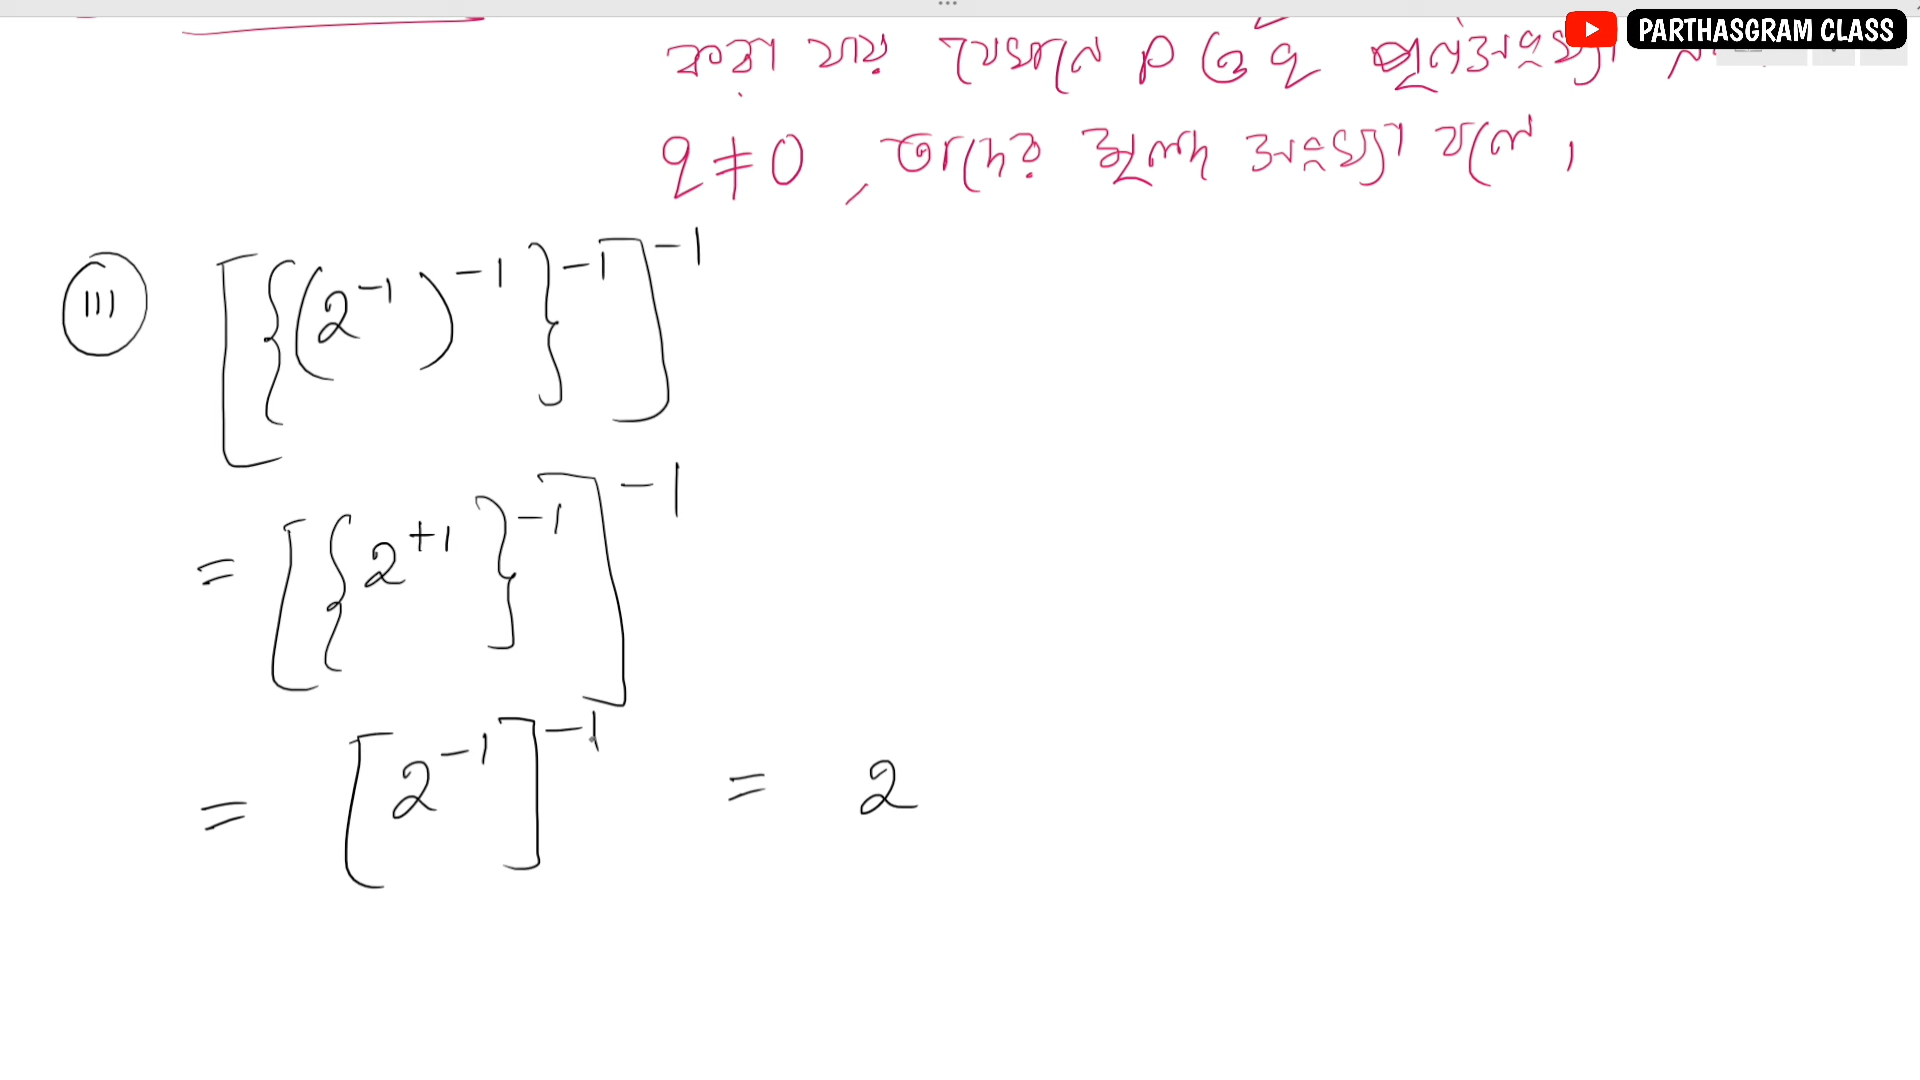 PARTHASGRAM CLASS
করা যায় যেখানে p ও q পূর্ণসংখ্যা
q ≠ 0, তাদের মূলদ সংখ্যা বলে,
III [{(2^-1)^-1}^-1]^-1
= [{2^+1}^-1]^-1
= [2^-1]^-1 = 2